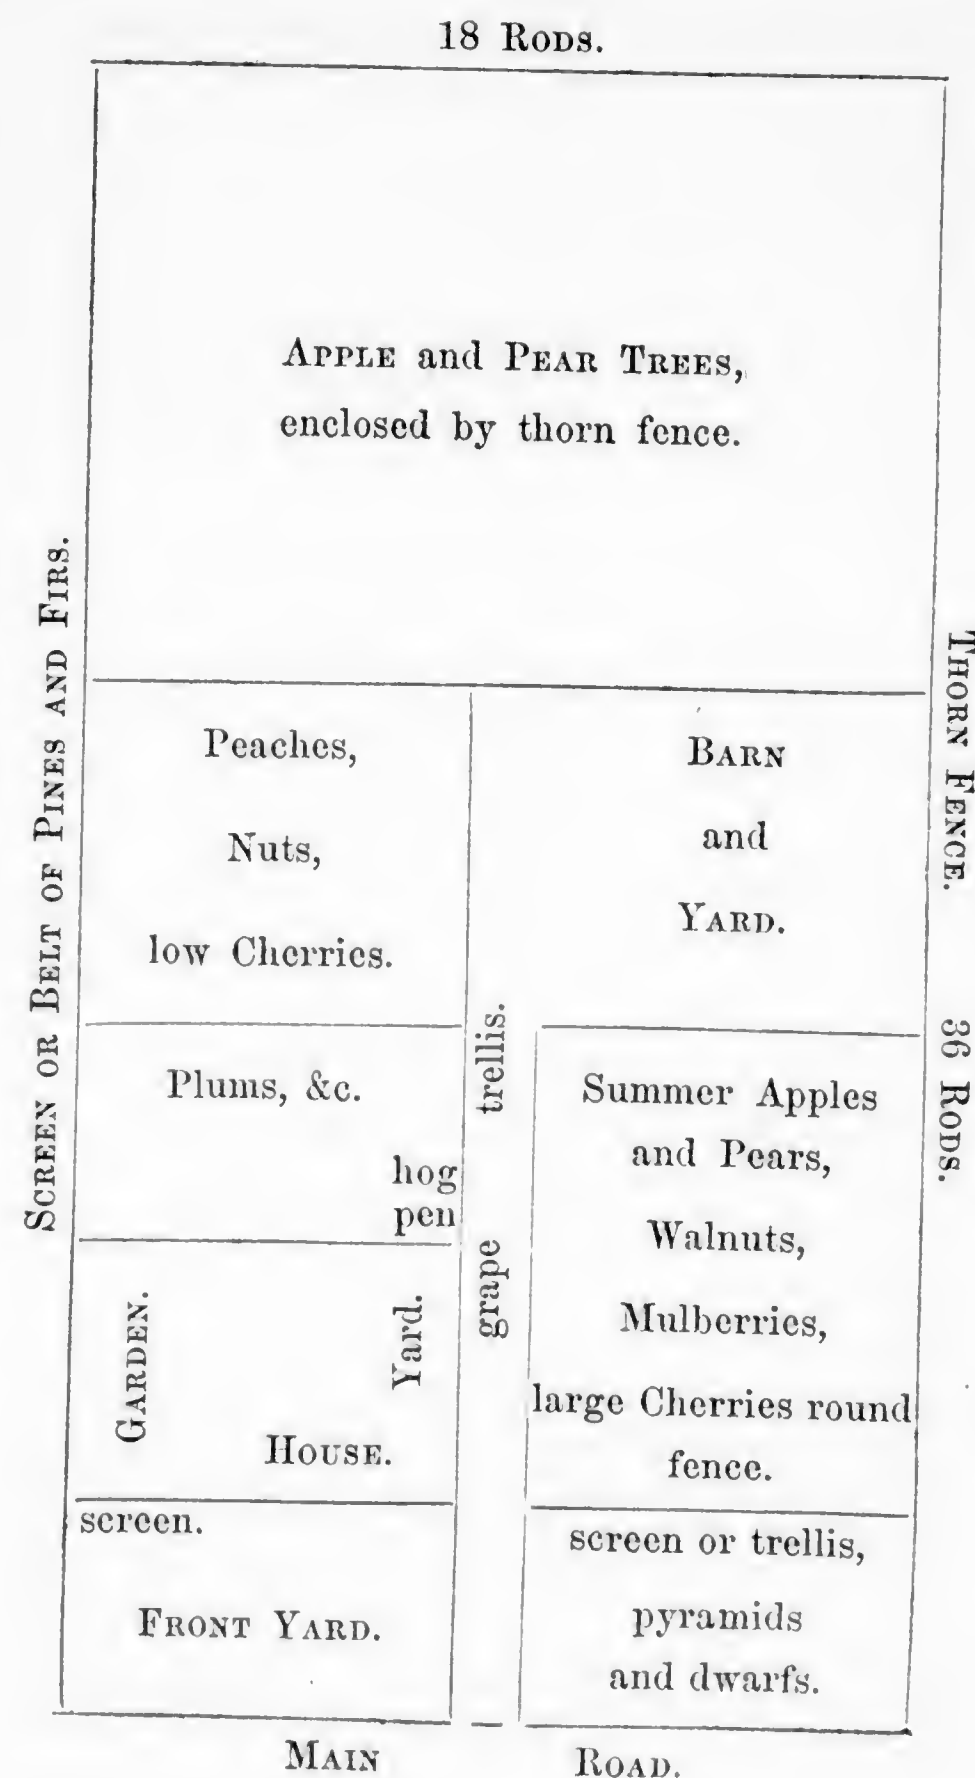 18 Rods.
Apple and Pear Trees,
enclosed by thorn fence.
Screen or Belt of Pines and Firs.
Thorn Fence. 36 Rods.
Peaches,
Nuts,
low Cherries.
Barn
and
Yard.
Plums, &c.
hog
pen
grape trellis.
Summer Apples
and Pears,
Walnuts,
Mulberries,
large Cherries round
fence.
Garden.
Yard.
House.
screen.
Front Yard.
screen or trellis,
pyramids
and dwarfs.
Main Road.